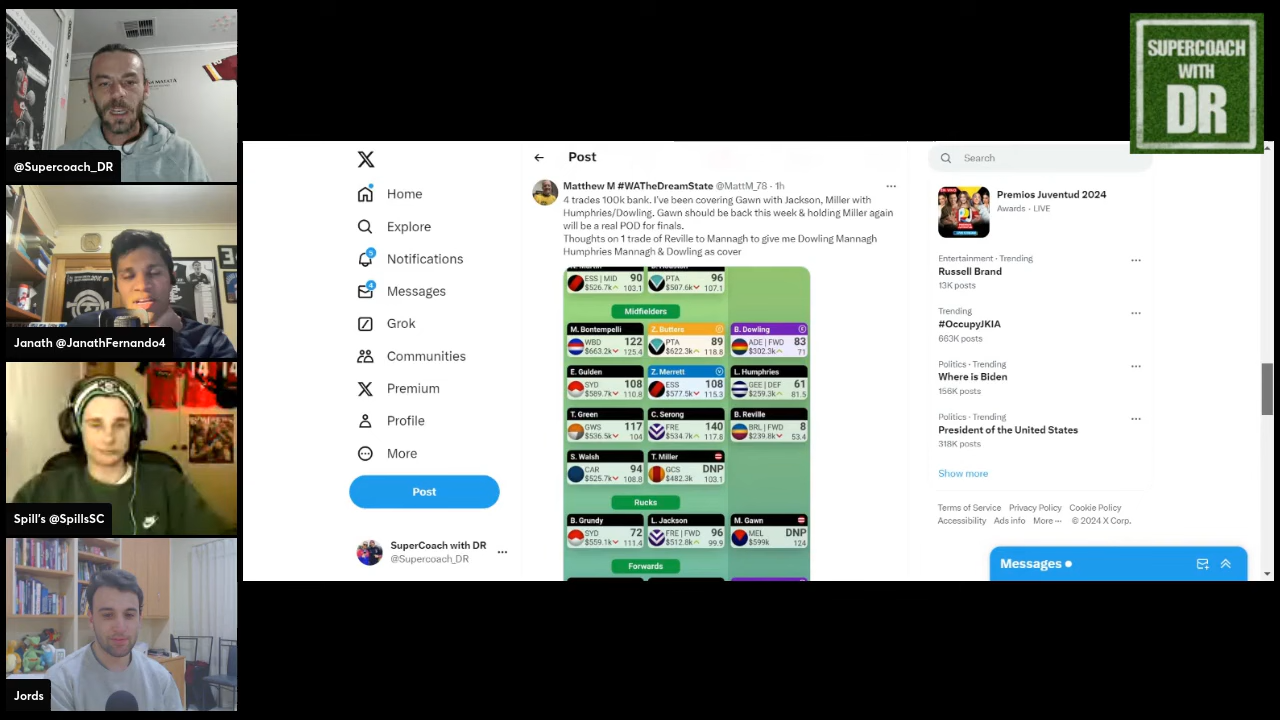 @Supercoach_DR
Janath @JanathFernando4
Spill's @SpillsSC
Jords
SUPERCOACH
WITH
DR
Home
Explore
5
Notifications
4
Messages
Grok
Communities
Premium
Profile
More
Post
SuperCoach with DR
@Supercoach_DR
Post
Matthew M #WATheDreamState @MattM_78 · 1h
4 trades 100k bank. I've been covering Gawn with Jackson, Miller with
Humphries/Dowling. Gawn should be back this week & holding Miller again
will be a real POD for finals.
Thoughts on 1 trade of Reville to Mannagh to give me Dowling Mannagh
Humphries Mannagh & Dowling as cover
ESS | MID 90
$526.7k 103.1
PTA 96
$507.6k 107.1
Midfielders
M. Bontempelli
WBD 122
$663.2k 125.4
Z. Butters
PTA 89
$622.3k 118.8
B. Dowling
ADE | FWD 83
$302.3k 71
E. Gulden
SYD 108
$589.7k 110.8
Z. Merrett
ESS 108
$577.5k 115.3
L. Humphries
GEE | DEF 61
$259.3k 81.5
T. Green
GWS 117
$536.5k 104
C. Serong
FRE 140
$534.7k 117.8
B. Reville
BRL | FWD 8
$239.8k 53.4
S. Walsh
CAR 94
$525.7k 108.8
T. Miller
GCS DNP
$482.3k 103.1
Rucks
B. Grundy
SYD 72
$559.1k 111.4
L. Jackson
FRE | FWD 96
$512.8k 99.9
M. Gawn
MEL DNP
$599k 124
Forwards
Search
Premios Juventud 2024
Awards · LIVE
Entertainment · Trending
Russell Brand
13K posts
Trending
#OccupyJKIA
663K posts
Politics · Trending
Where is Biden
156K posts
Politics · Trending
President of the United States
318K posts
Show more
Terms of Service Privacy Policy Cookie Policy
Accessibility Ads info More ··· © 2024 X Corp.
Messages